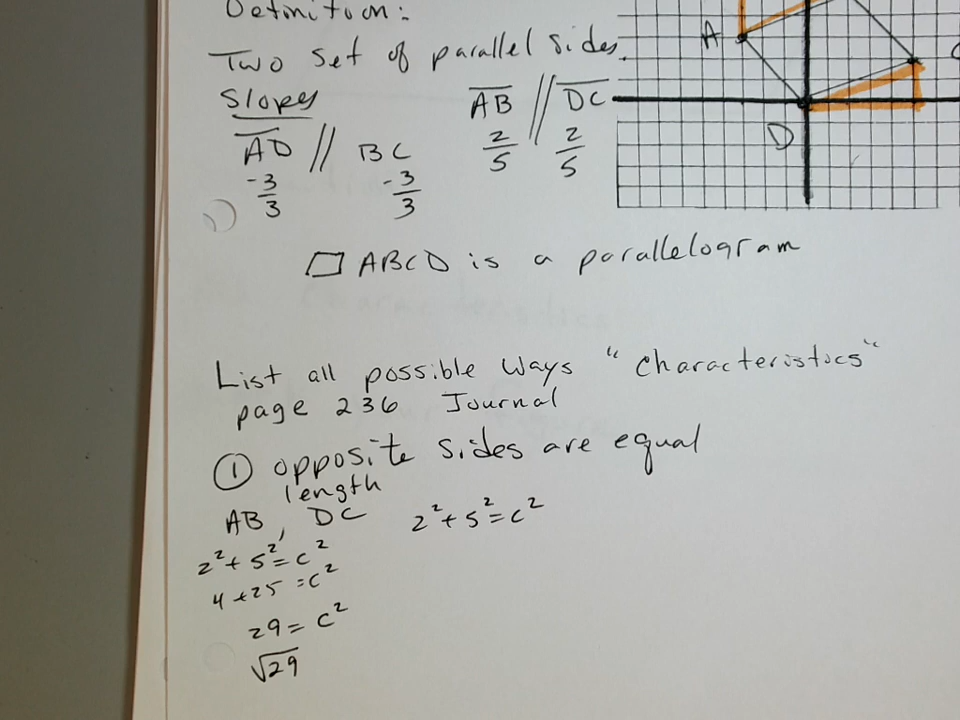 Definition:
Two set of parallel sides.
Slopes
AD // BC
-3/3 -3/3
AB // DC
2/5 2/5
A
D
▱ ABCD is a parallelogram
List all possible ways "characteristics"
page 236 Journal
① opposite sides are equal
length
AB, DC 2² + 5² = c²
2² + 5² = c²
4 + 25 = c²
29 = c²
√29